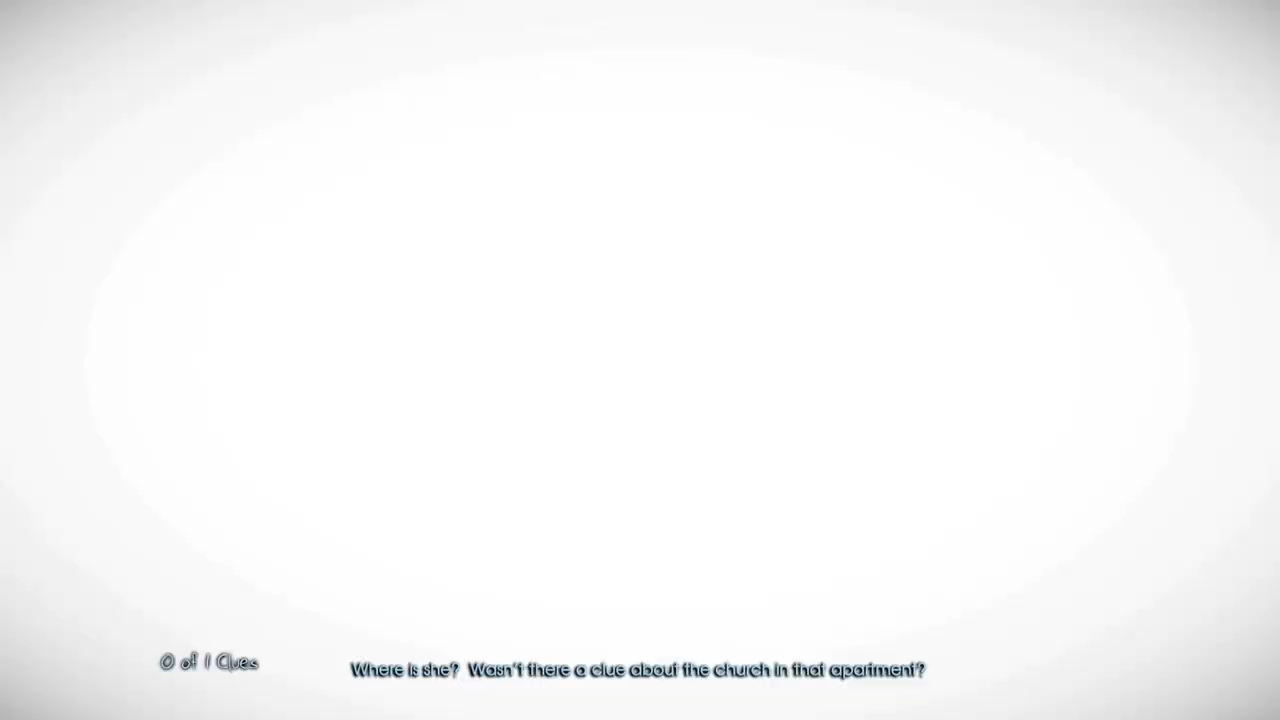 0 of 1 Clues
Where is she?  Wasn't there a clue about the church in that apartment?